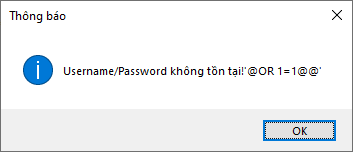 Thông báo
Username/Password không tồn tại!'@OR 1=1@@'
OK